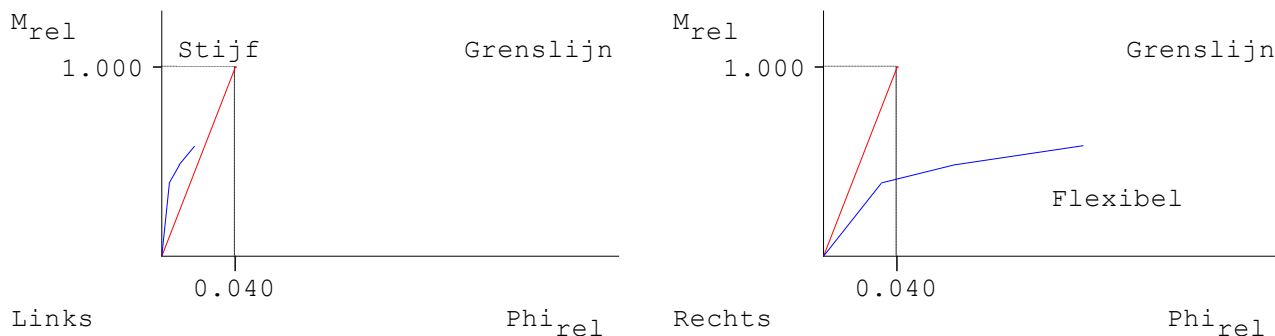 M_rel
Stijf Grenslijn
1.000
0.040
Links Phi_rel
M_rel
Grenslijn
1.000
Flexibel
0.040
Rechts Phi_rel